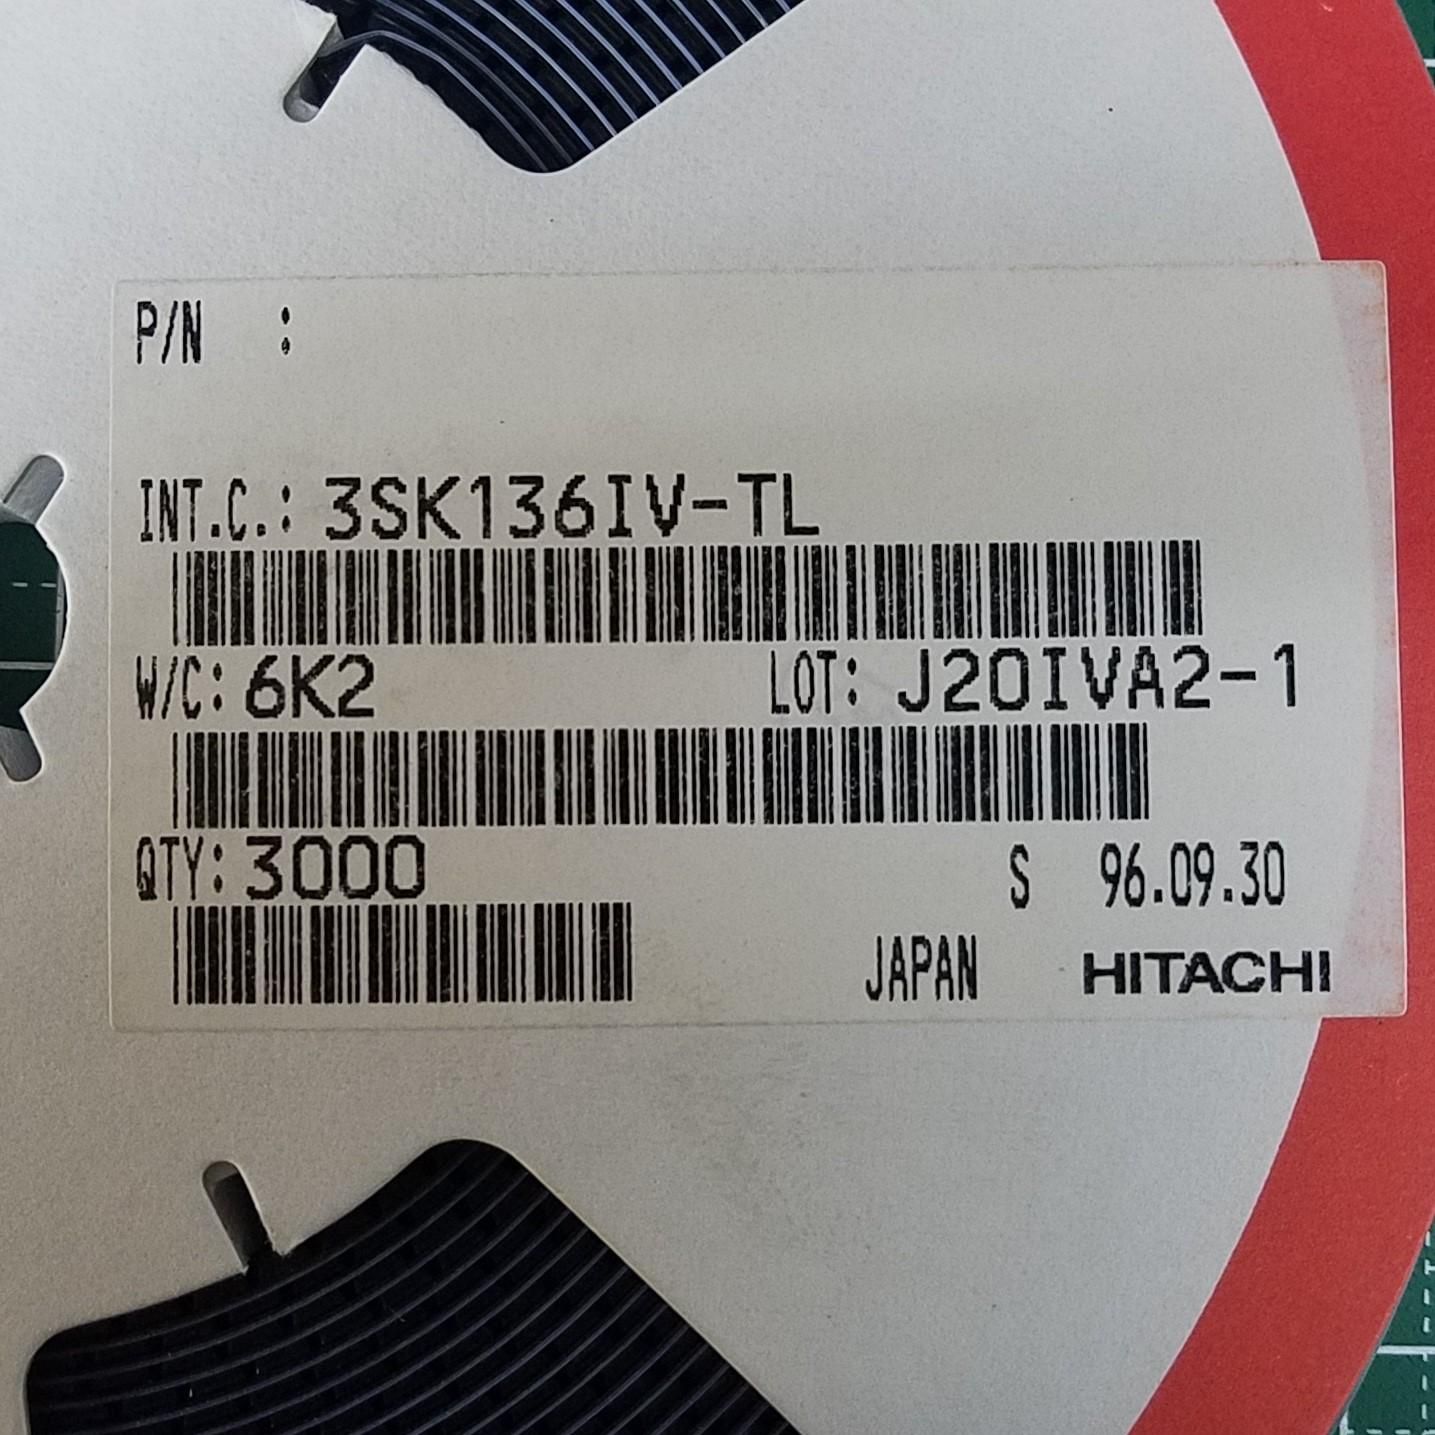 P/N :
INT.C.: 3SK136IV-TL
W/C: 6K2 LOT: J20IVA2-1
QTY: 3000 S 96.09.30
JAPAN HITACHI